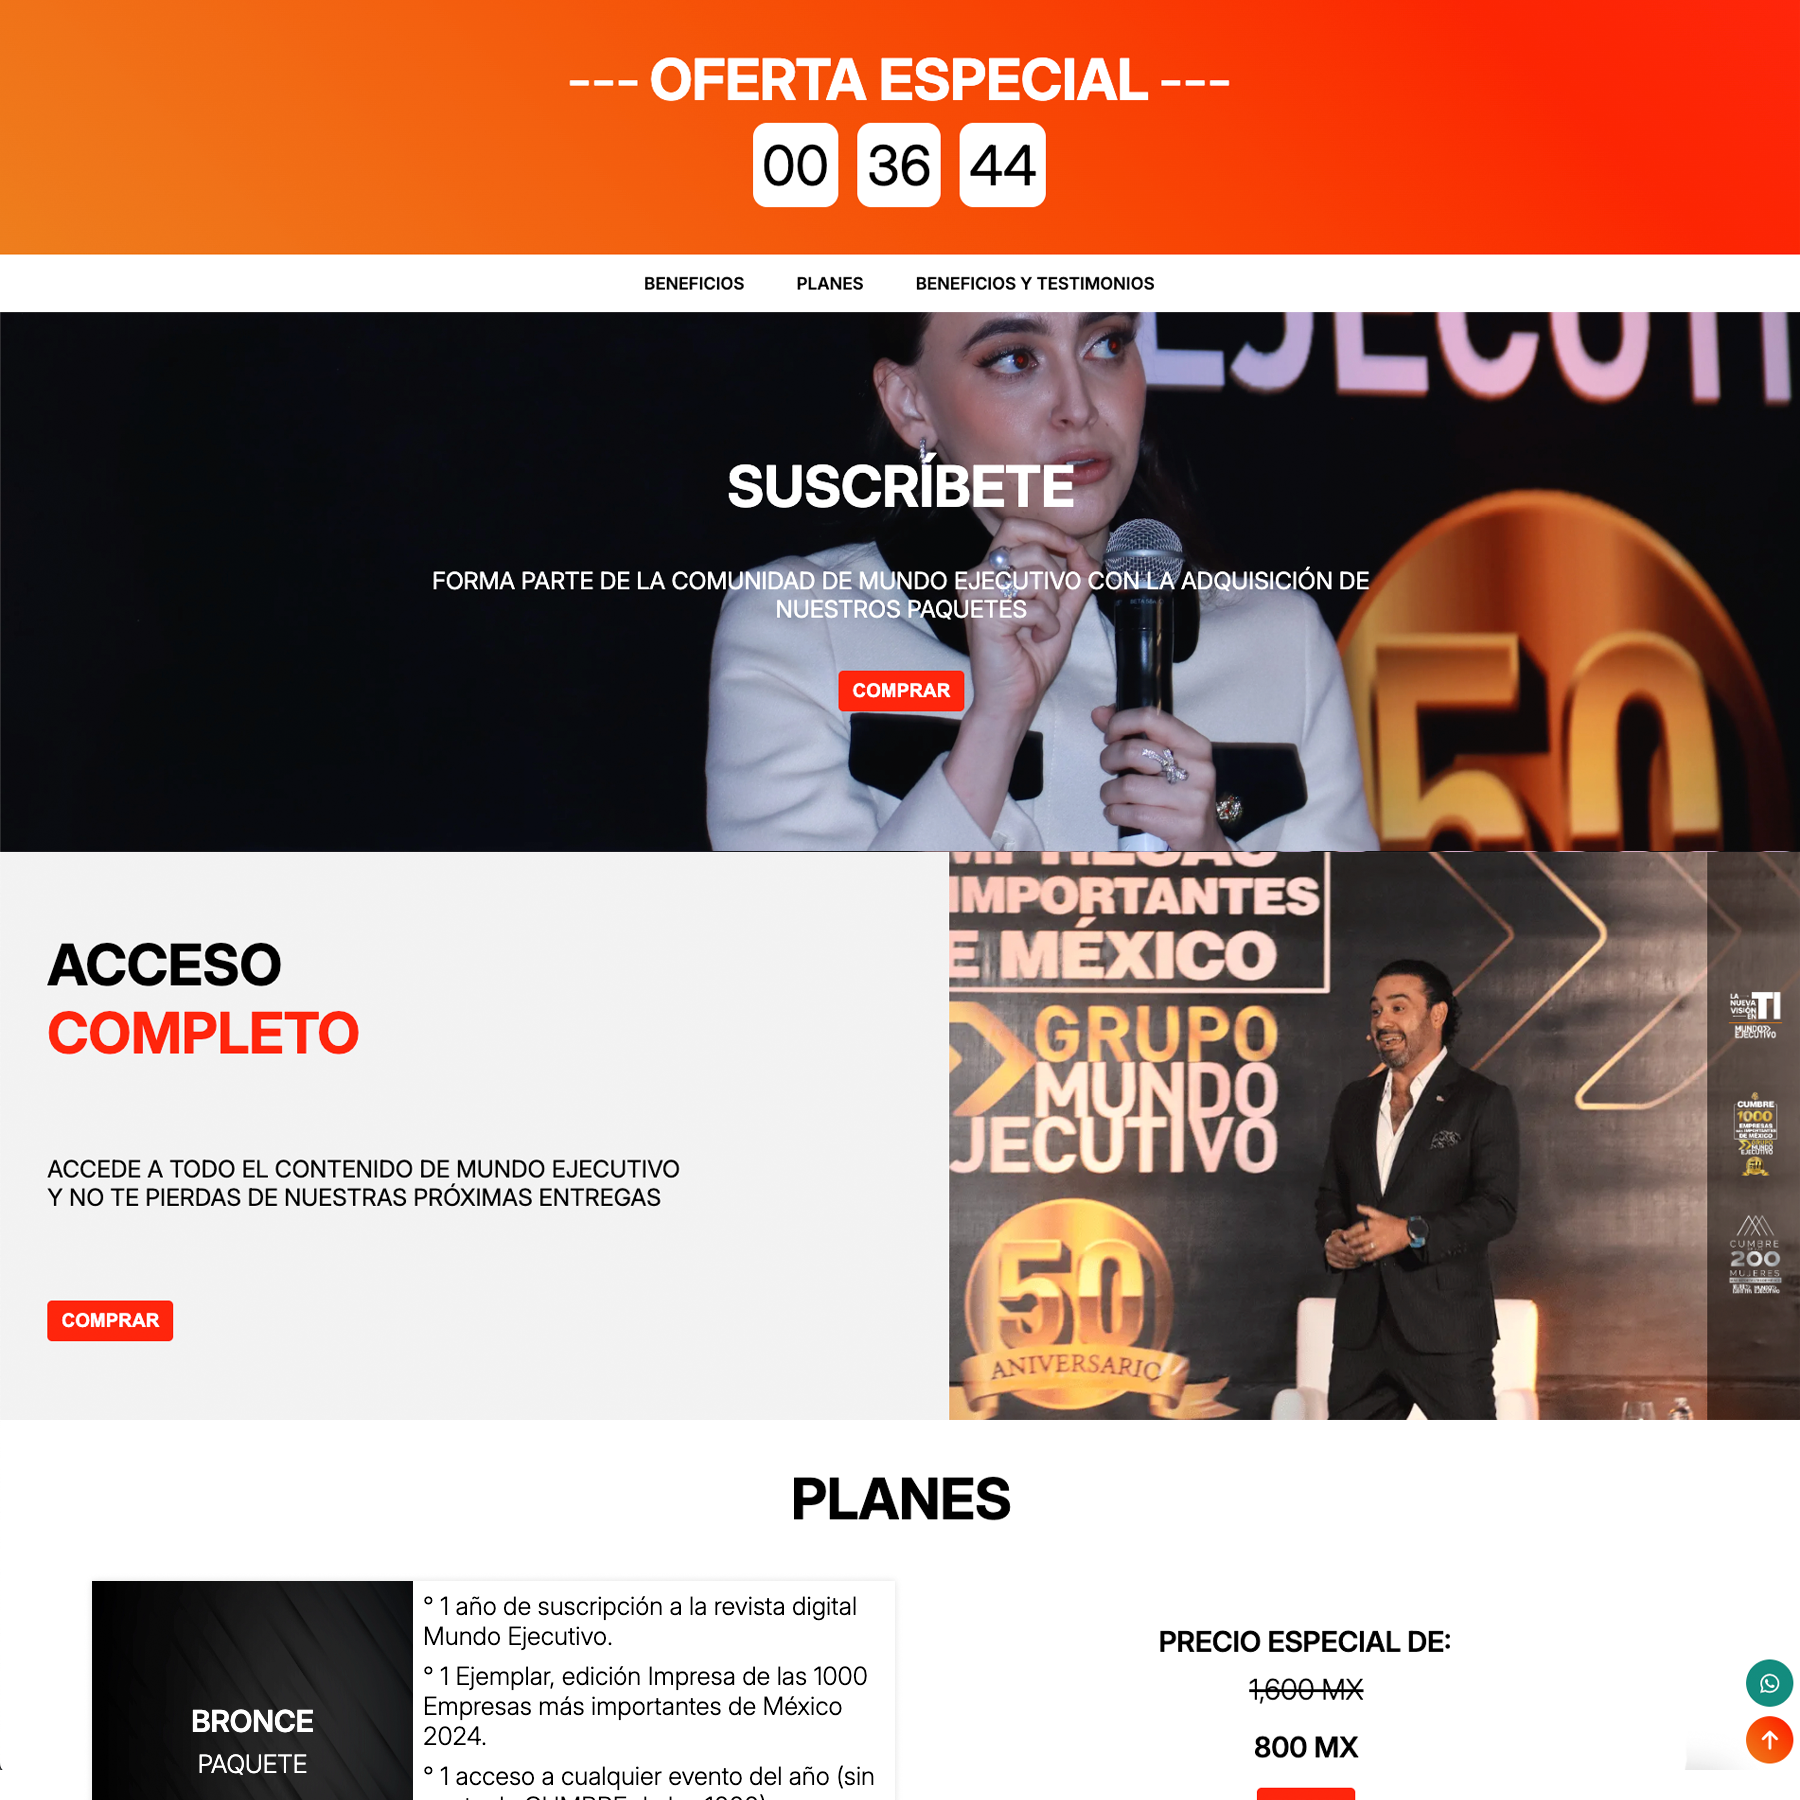 --- OFERTA ESPECIAL ---
00 36 44
BENEFICIOS PLANES BENEFICIOS Y TESTIMONIOS
EJECUTI
SUSCRÍBETE
FORMA PARTE DE LA COMUNIDAD DE MUNDO EJECUTIVO CON LA ADQUISICIÓN DE
NUESTROS PAQUETES
COMPRAR
50
ACCESO
COMPLETO
ACCEDE A TODO EL CONTENIDO DE MUNDO EJECUTIVO
Y NO TE PIERDAS DE NUESTRAS PRÓXIMAS ENTREGAS
COMPRAR
IMPORTANTES
E MÉXICO
GRUPO
MUNDO
JECUTIVO
50
ANIVERSARIO
LA
NUEVA
VISIÓN
EN
TI
MUNDO
EJECUTIVO
CUMBRE
1000
EMPRESAS
MÁS IMPORTANTES
DE MÉXICO
GRUPO
MUNDO
EJECUTIVO
CUMBRE
200
MUJERES
PLANES
BRONCE
PAQUETE
° 1 año de suscripción a la revista digital
Mundo Ejecutivo.
° 1 Ejemplar, edición Impresa de las 1000
Empresas más importantes de México
2024.
° 1 acceso a cualquier evento del año (sin
PRECIO ESPECIAL DE:
1,600 MX
800 MX